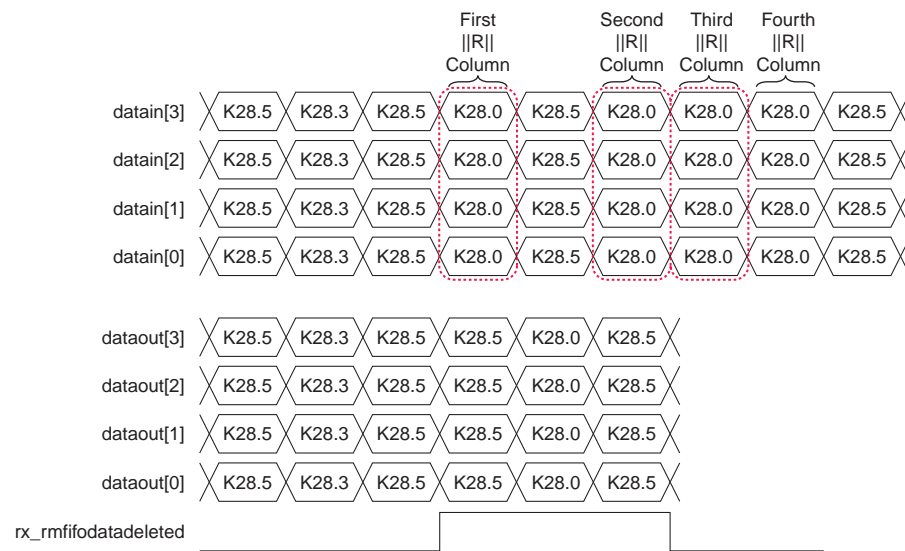 First Second Third Fourth
||R|| ||R|| ||R|| ||R||
Column Column Column Column
datain[3] K28.5 K28.3 K28.5 K28.0 K28.5 K28.0 K28.0 K28.0 K28.5
datain[2] K28.5 K28.3 K28.5 K28.0 K28.5 K28.0 K28.0 K28.0 K28.5
datain[1] K28.5 K28.3 K28.5 K28.0 K28.5 K28.0 K28.0 K28.0 K28.5
datain[0] K28.5 K28.3 K28.5 K28.0 K28.5 K28.0 K28.0 K28.0 K28.5
dataout[3] K28.5 K28.3 K28.5 K28.5 K28.0 K28.5
dataout[2] K28.5 K28.3 K28.5 K28.5 K28.0 K28.5
dataout[1] K28.5 K28.3 K28.5 K28.5 K28.0 K28.5
dataout[0] K28.5 K28.3 K28.5 K28.5 K28.0 K28.5
rx_rmfifodatadeleted